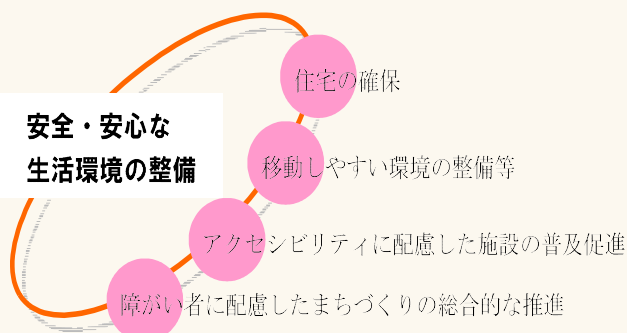 安全・安心な
生活環境の整備
住宅の確保
移動しやすい環境の整備等
アクセシビリティに配慮した施設の普及促進
障がい者に配慮したまちづくりの総合的な推進